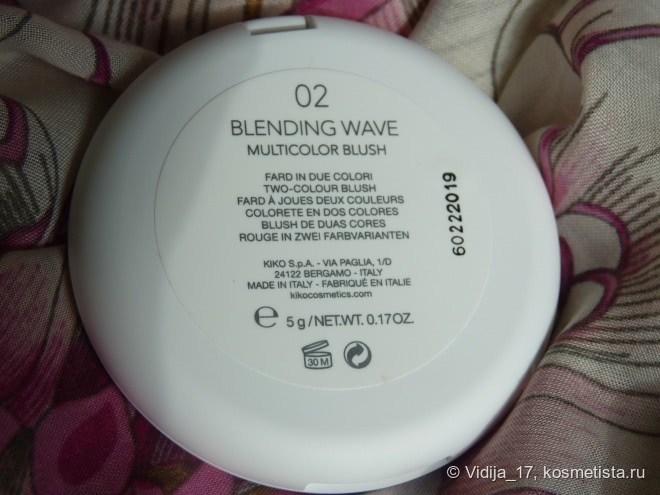 02
BLENDING WAVE
MULTICOLOR BLUSH
FARD IN DUE COLORI
TWO-COLOUR BLUSH
FARD À JOUES DEUX COULEURS
COLORETE EN DOS COLORES
BLUSH DE DUAS CORES
ROUGE IN ZWEI FARBVARIANTEN
KIKO S.p.A. - VIA PAGLIA, 1/D
24122 BERGAMO - ITALY
MADE IN ITALY - FABRIQUÉ EN ITALIE
kikocosmetics.com
℮ 5 g/NET.WT. 0.17OZ.
30 M
60222019
© Vidija_17, kosmetista.ru